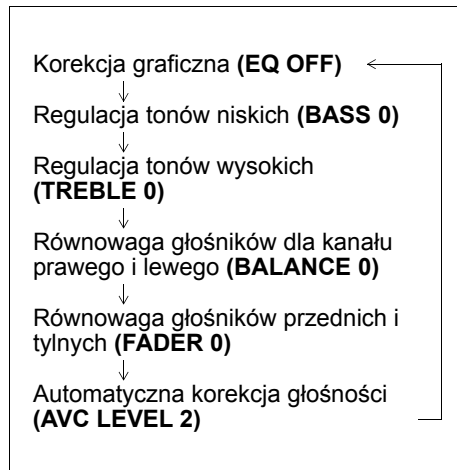 Korekcja graficzna (EQ OFF)
Regulacja tonów niskich (BASS 0)
Regulacja tonów wysokich
(TREBLE 0)
Równowaga głośników dla kanału
prawego i lewego (BALANCE 0)
Równowaga głośników przednich i
tylnych (FADER 0)
Automatyczna korekcja głośności
(AVC LEVEL 2)